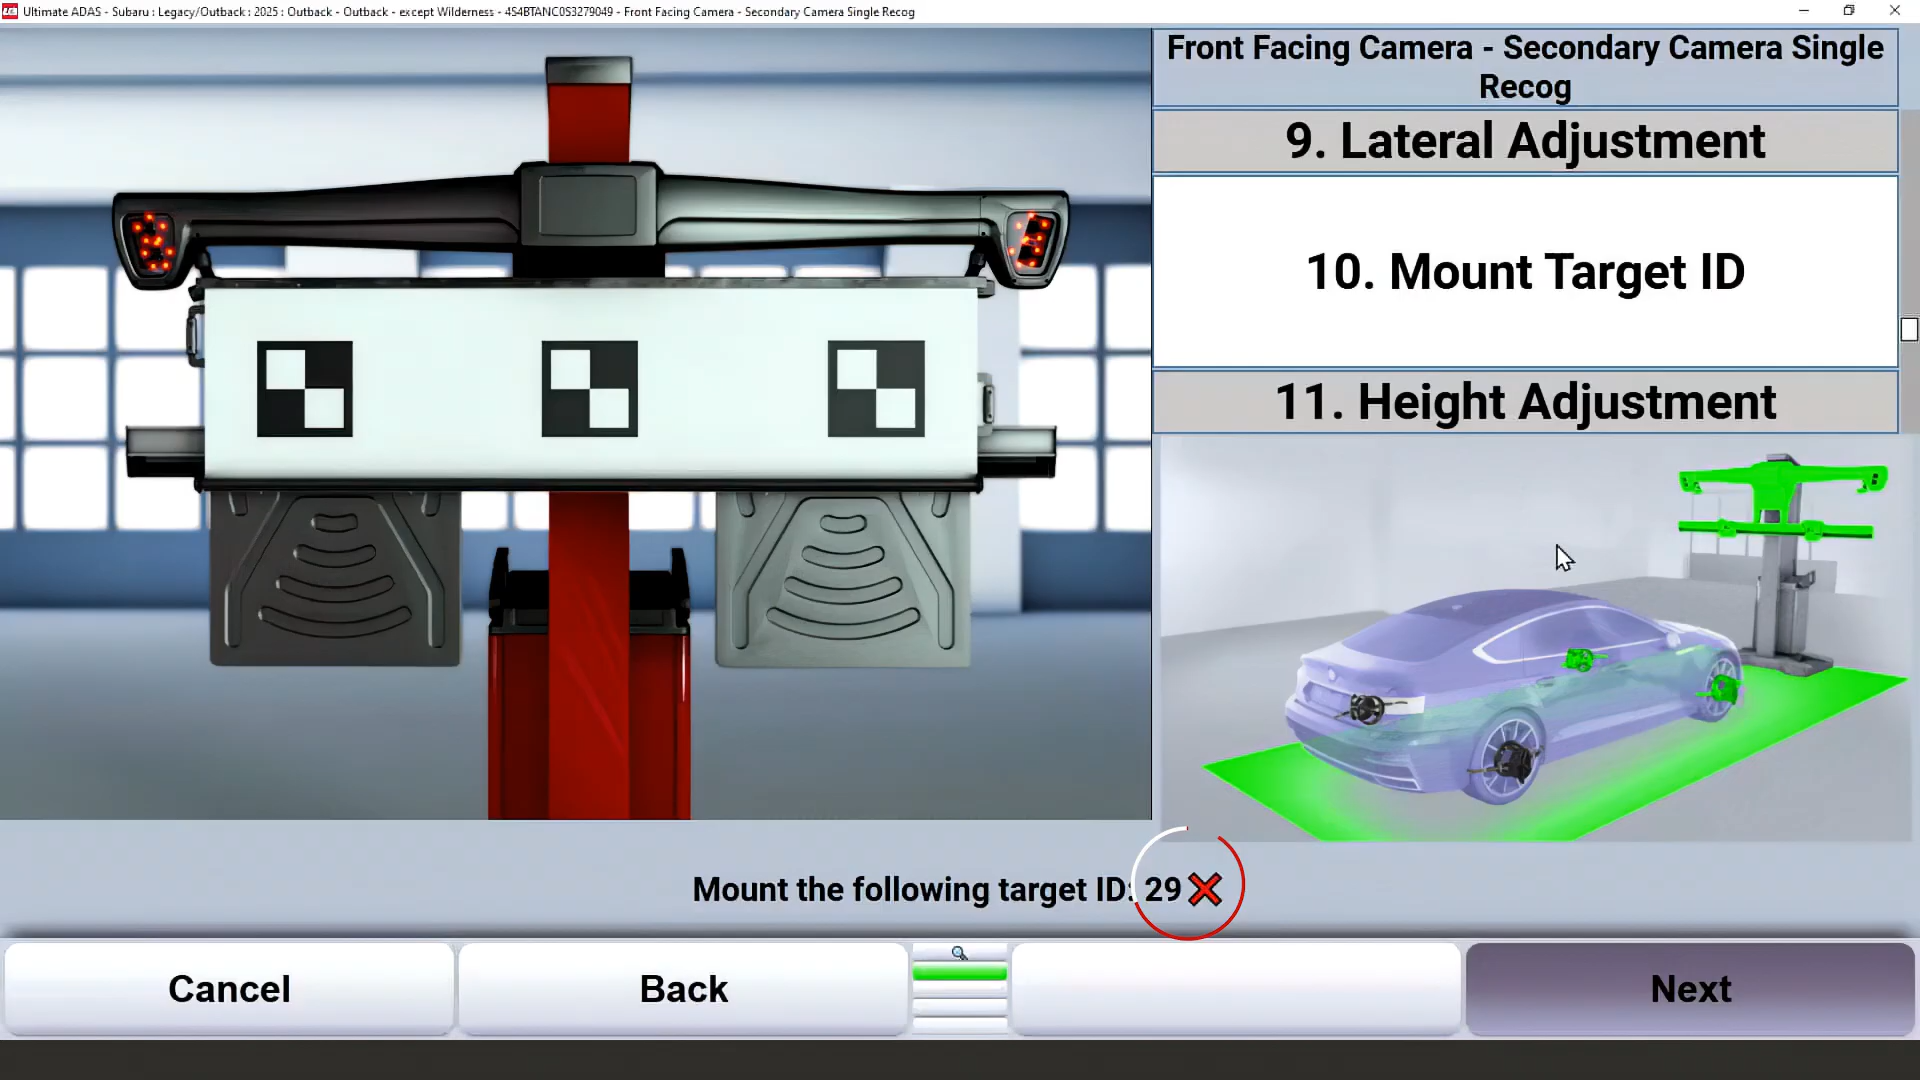 Ultimate ADAS - Subaru : Legacy/Outback : 2025 : Outback - Outback - except Wilderness - 4S4BTANC0S3279049 - Front Facing Camera - Secondary Camera Single Recog
Front Facing Camera - Secondary Camera Single
Recog
9. Lateral Adjustment
10. Mount Target ID
11. Height Adjustment
Mount the following target ID: 29
Cancel
Back
Next